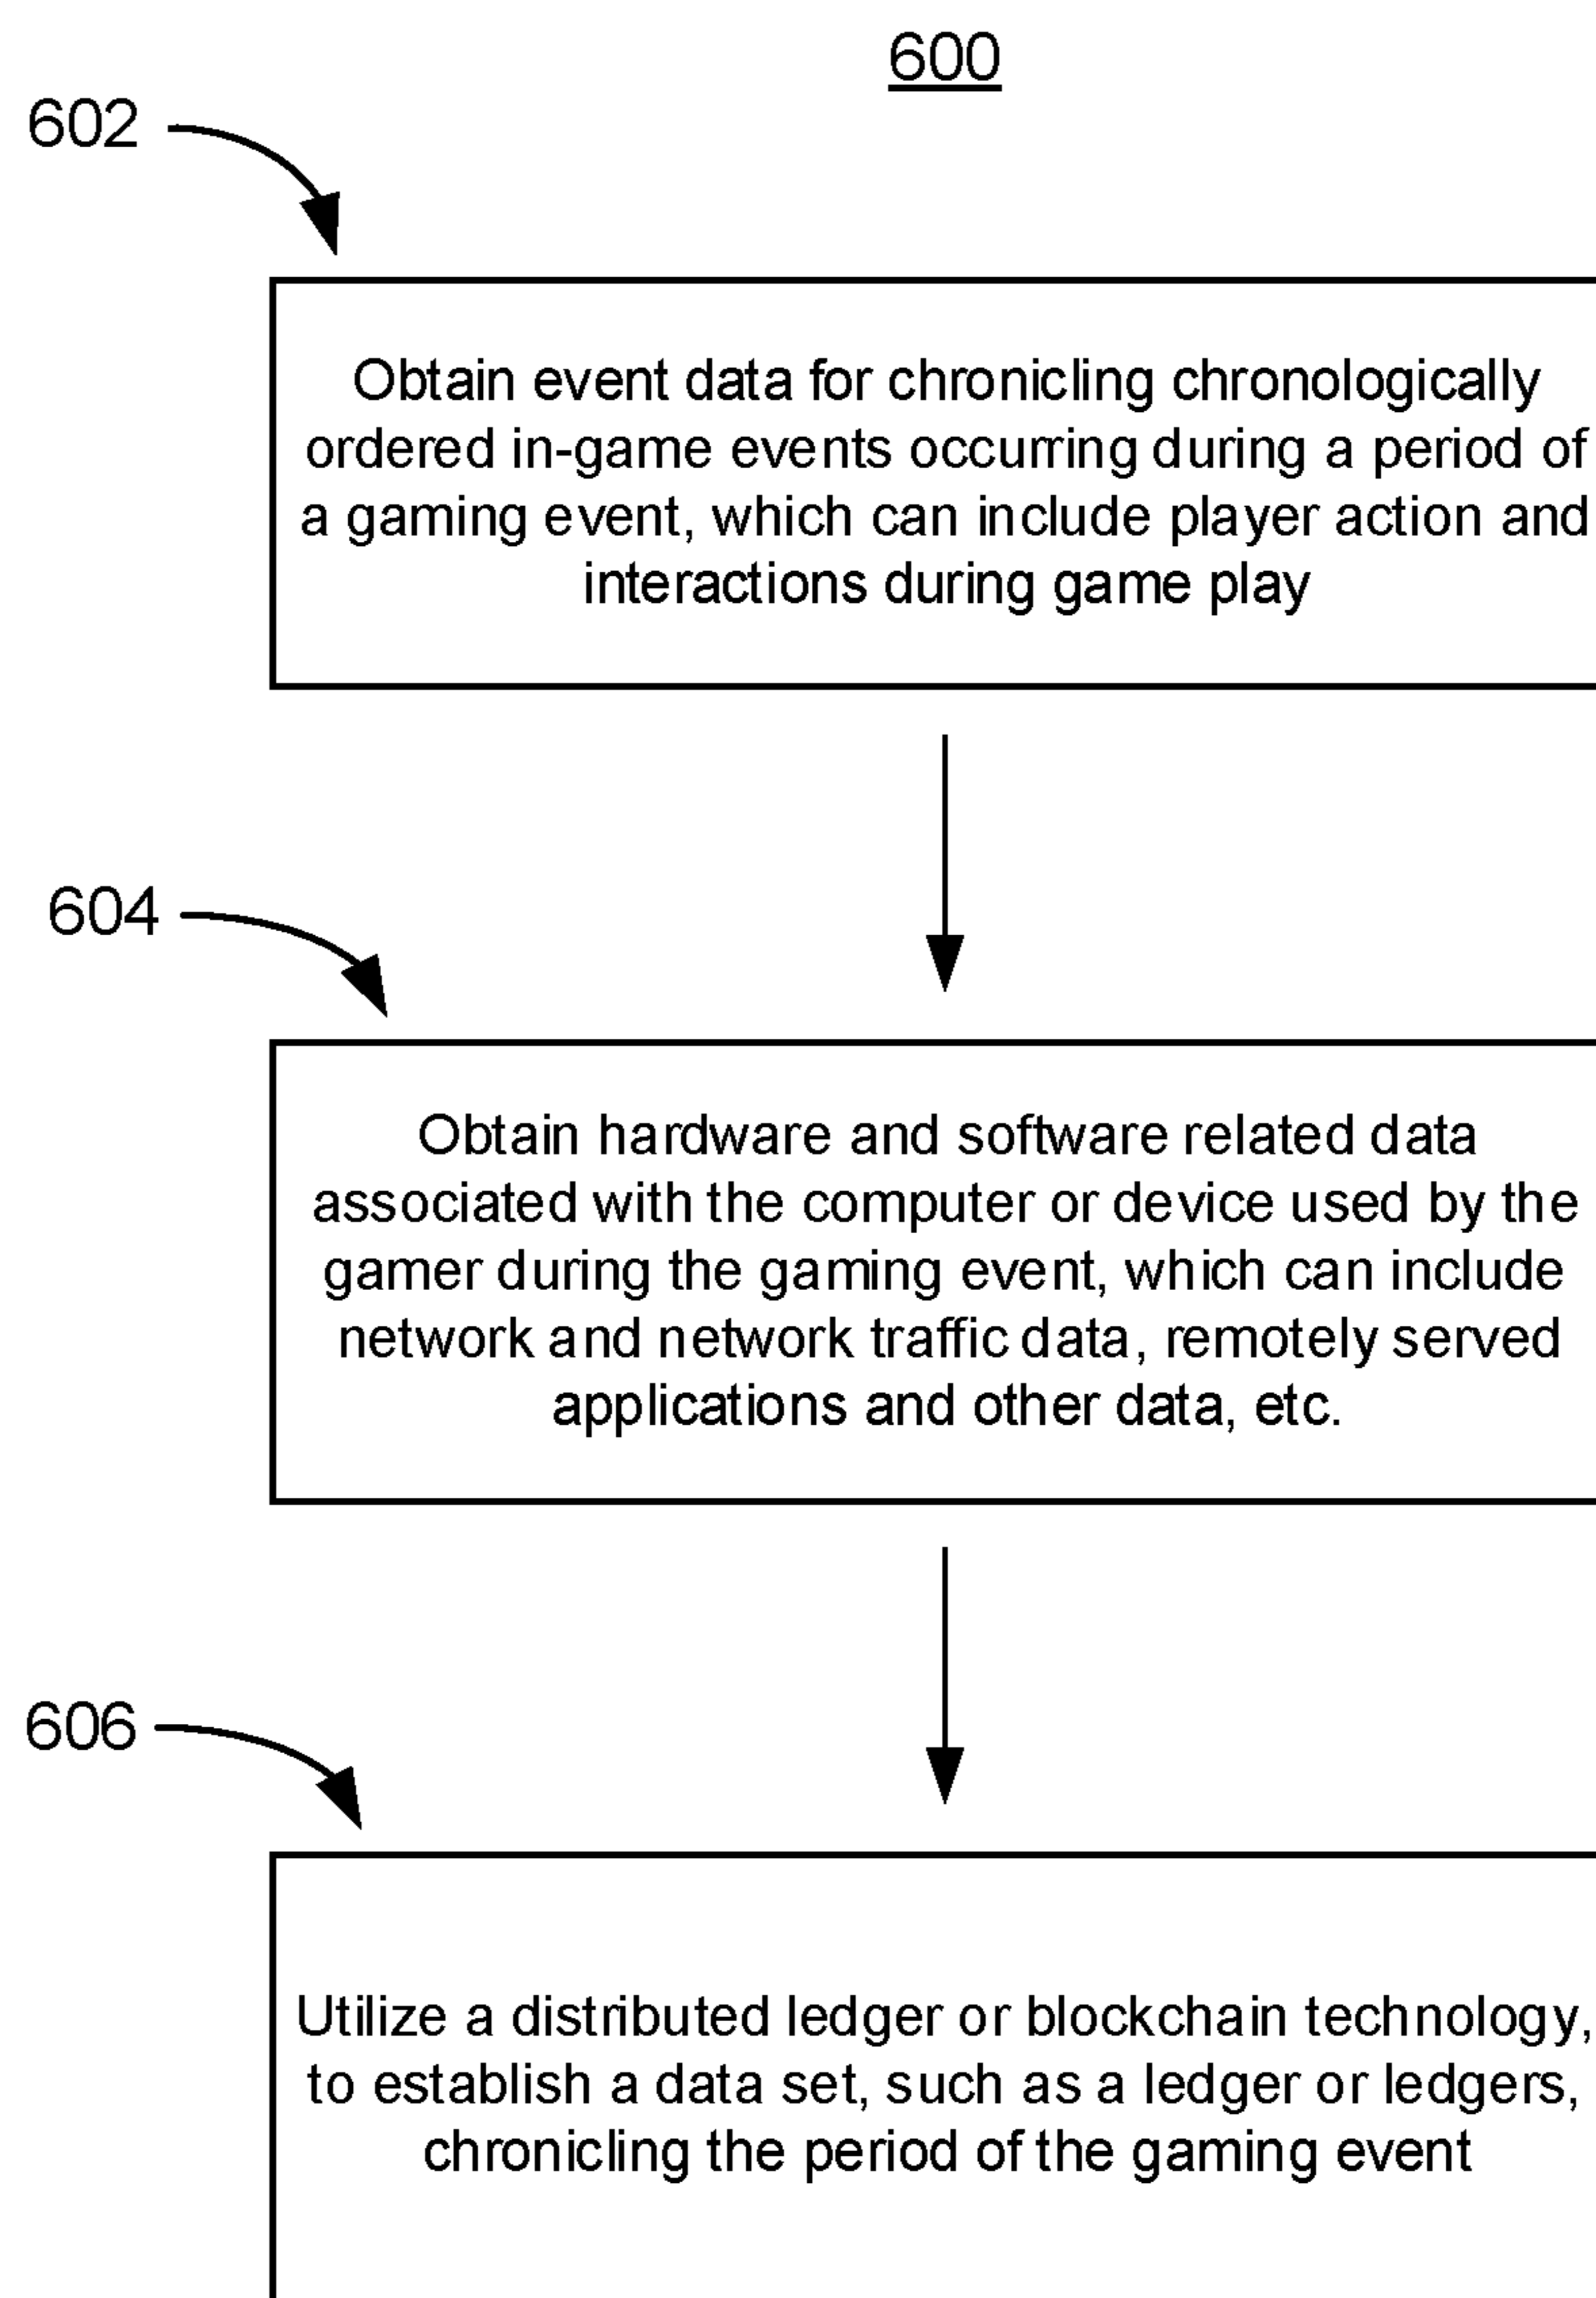 600
602
Obtain event data for chronicling chronologically
ordered in-game events occurring during a period of
a gaming event, which can include player action and
interactions during game play
604
Obtain hardware and software related data
associated with the computer or device used by the
gamer during the gaming event, which can include
network and network traffic data, remotely served
applications and other data, etc.
606
Utilize a distributed ledger or blockchain technology,
to establish a data set, such as a ledger or ledgers,
chronicling the period of the gaming event